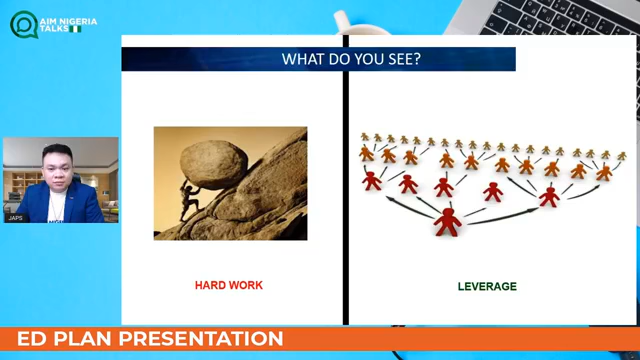 AIM NIGERIA
TALKS
WHAT DO YOU SEE?
JAPS
HARD WORK
LEVERAGE
ED PLAN PRESENTATION